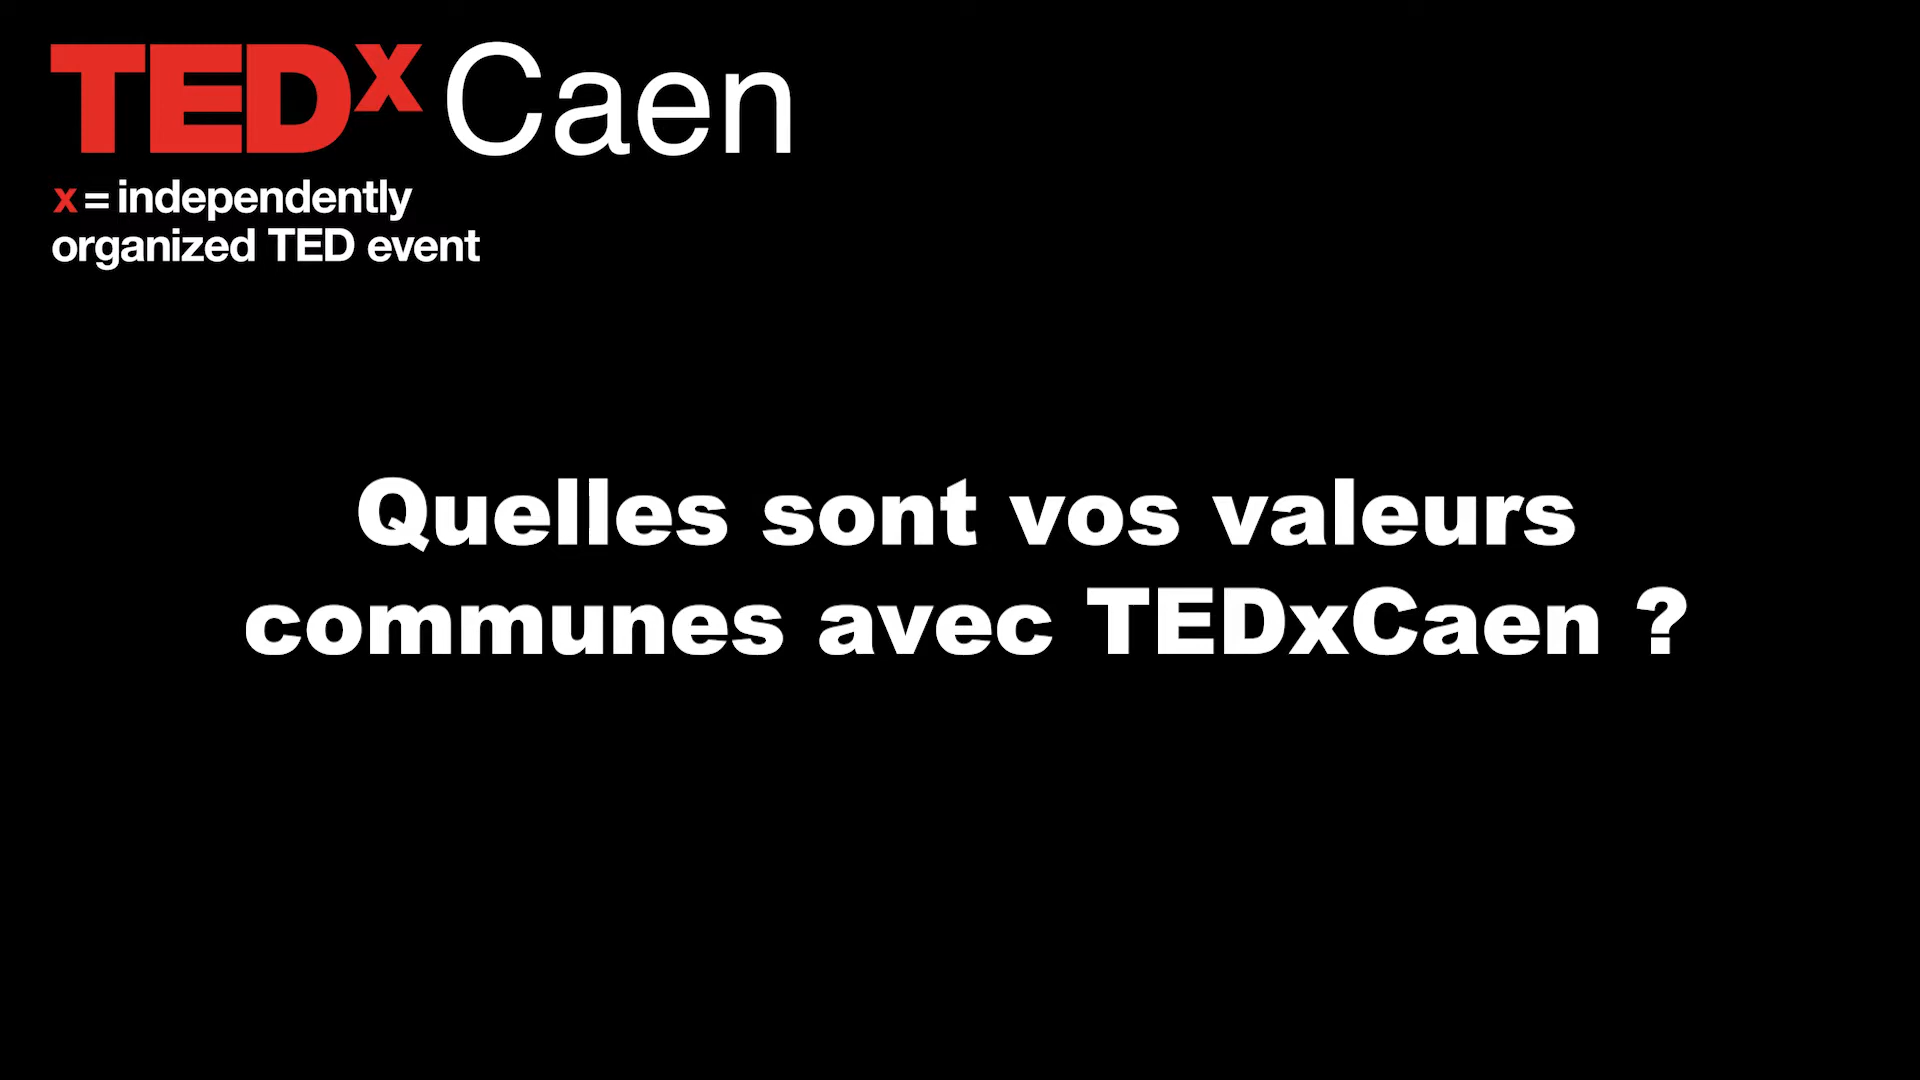 TEDx Caen
x = independently
organized TED event
Quelles sont vos valeurs
communes avec TEDxCaen ?